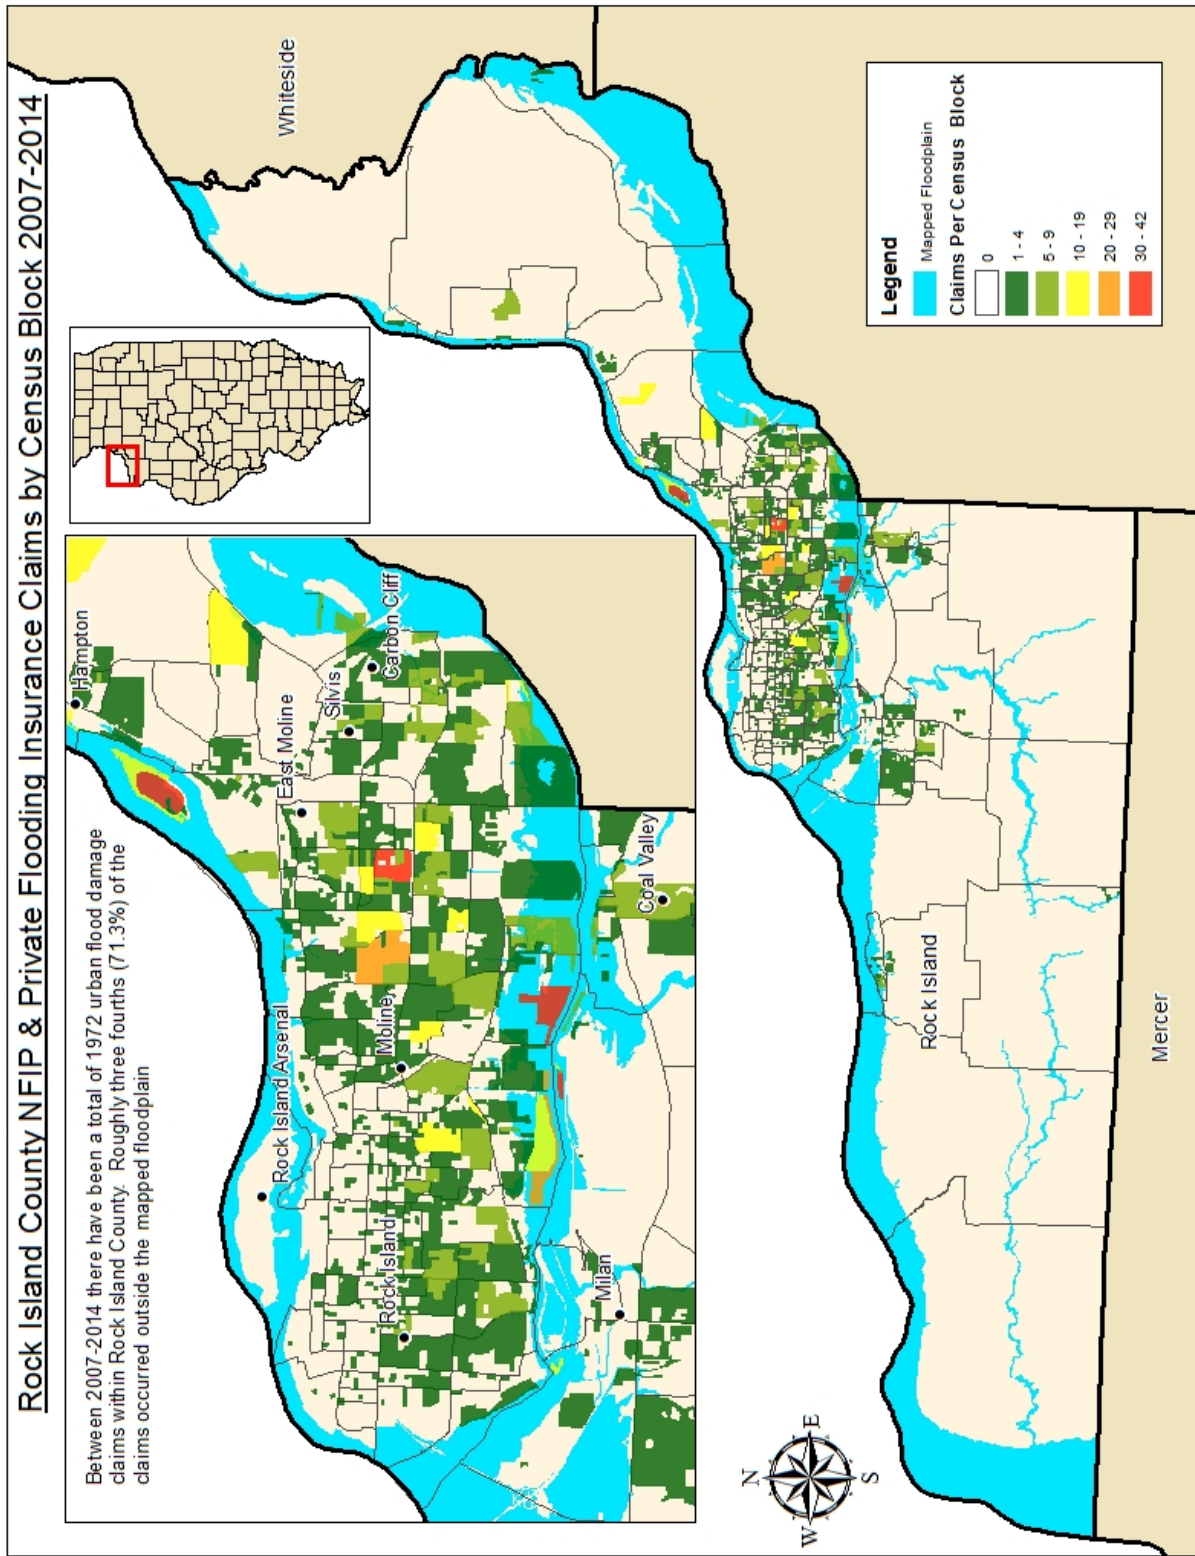 Rock Island County NFIP & Private Flooding Insurance Claims by Census Block 2007-2014
Between 2007-2014 there have been a total of 1972 urban flood damage
claims within Rock Island County. Roughly three fourths (71.3%) of the
claims occurred outside the mapped floodplain
Hampton
Rock Island Arsenal
East Moline
Silvis
Carbon Cliff
Moline
Rock Island
Milan
Coal Valley
Whiteside
Rock Island
Mercer
Legend
Mapped Floodplain
Claims Per Census Block
0
1 - 4
5 - 9
10 - 19
20 - 29
30 - 42
N
W
E
S